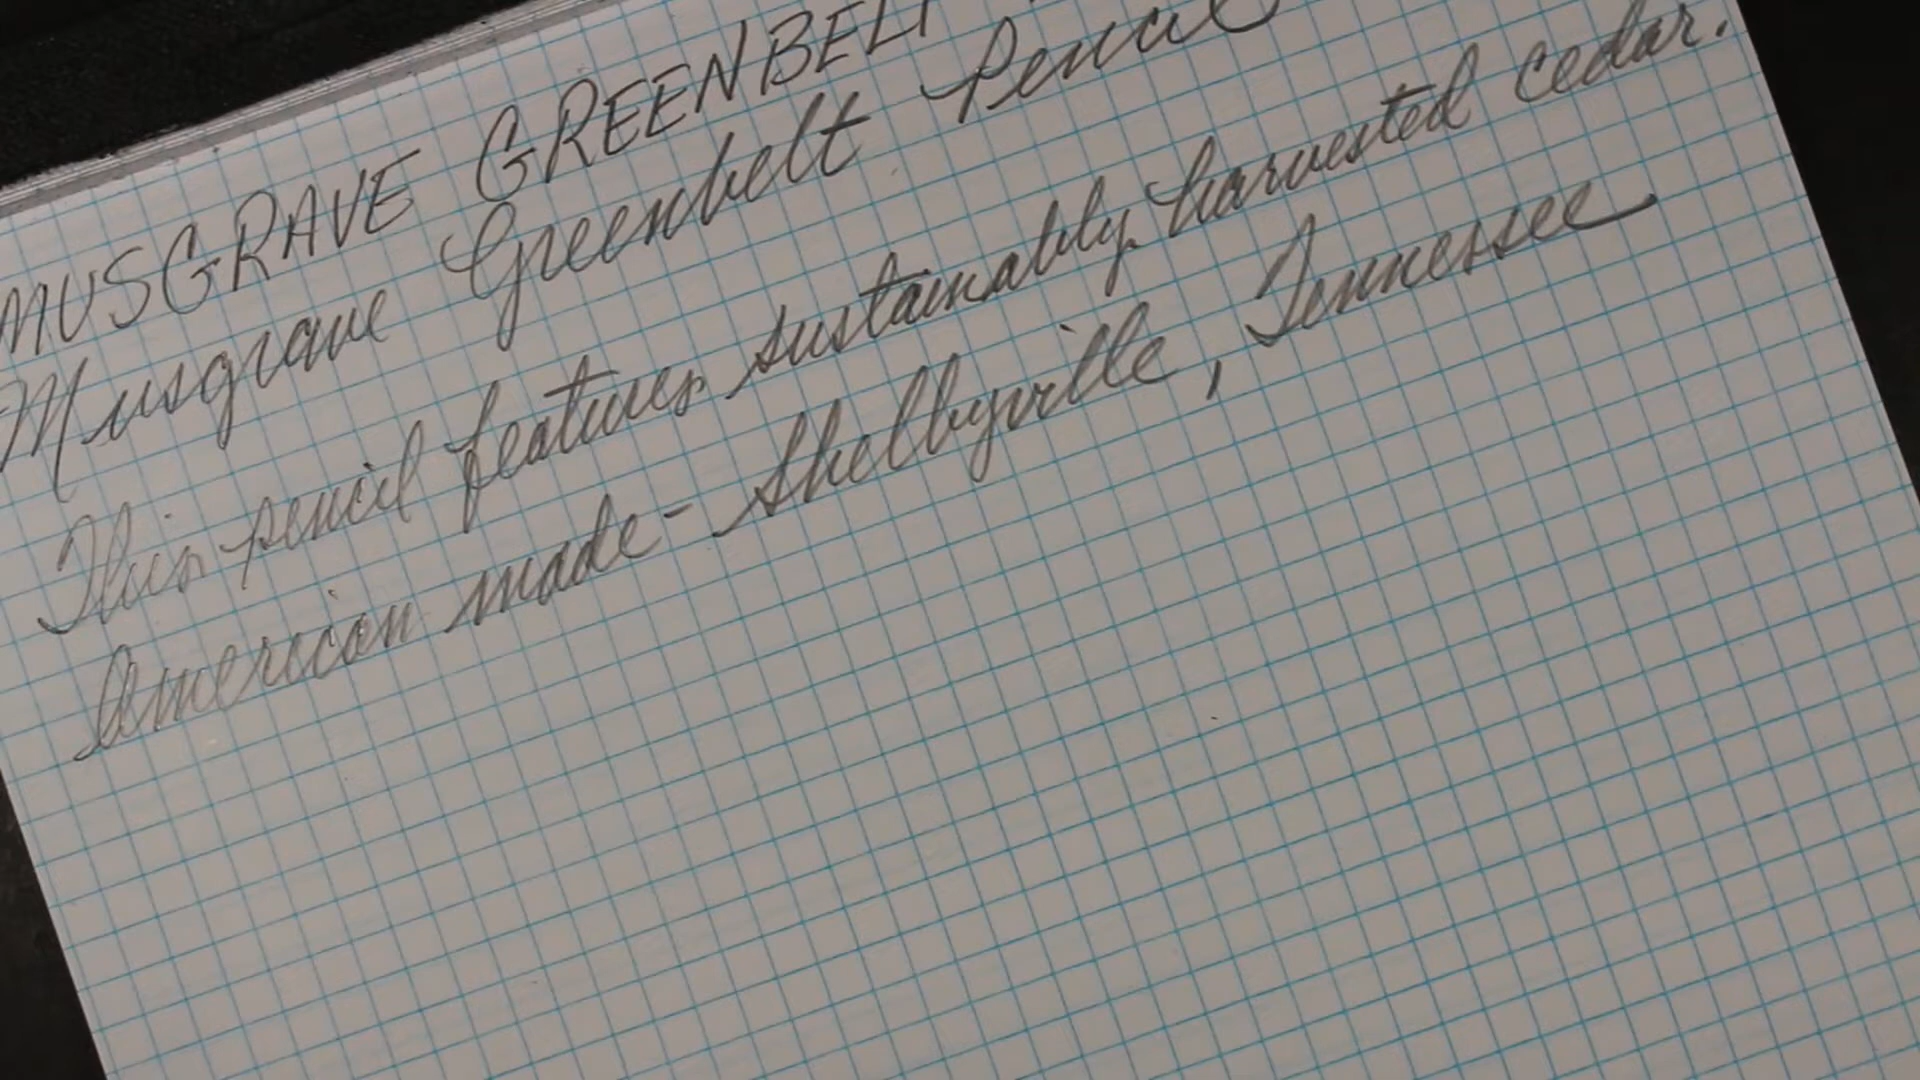 MUSGRAVE GREENBELT
Musgrave Greenbelt Pencil
This pencil features sustainably harvested cedar.
American made - Shelbyville, Tennessee